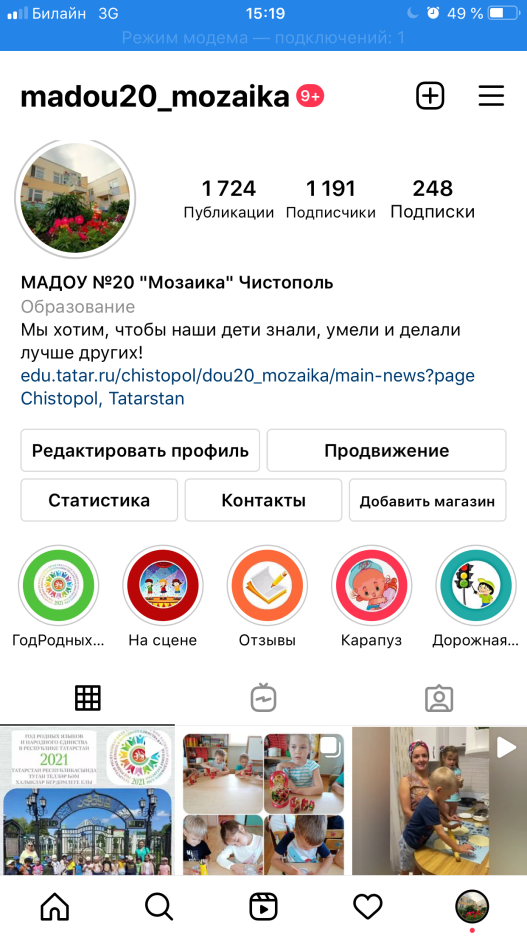 Билайн 3G 15:19 49 %
Режим модема — подключений: 1
madou20_mozaika 9+
1 724 1 191 248
Публикации Подписчики Подписки
МАДОУ №20 "Мозаика" Чистополь
Образование
Мы хотим, чтобы наши дети знали, умели и делали
лучше других!
edu.tatar.ru/chistopol/dou20_mozaika/main-news?page
Chistopol, Tatarstan
Редактировать профиль Продвижение
Статистика Контакты Добавить магазин
2021
ГодРодных... На сцене Отзывы Карапуз Дорожная...
ГОД РОДНЫХ ЯЗЫКОВ
И НАРОДНОГО ЕДИНСТВА
В РЕСПУБЛИКЕ ТАТАРСТАН
2021
ТАТАРСТАН РЕСПУБЛИКАСЫНДА
ТУГАН ТЕЛЛӘР ҺӘМ
ХАЛЫКЛАР БЕРДӘМЛЕГЕ ЕЛЫ
2021